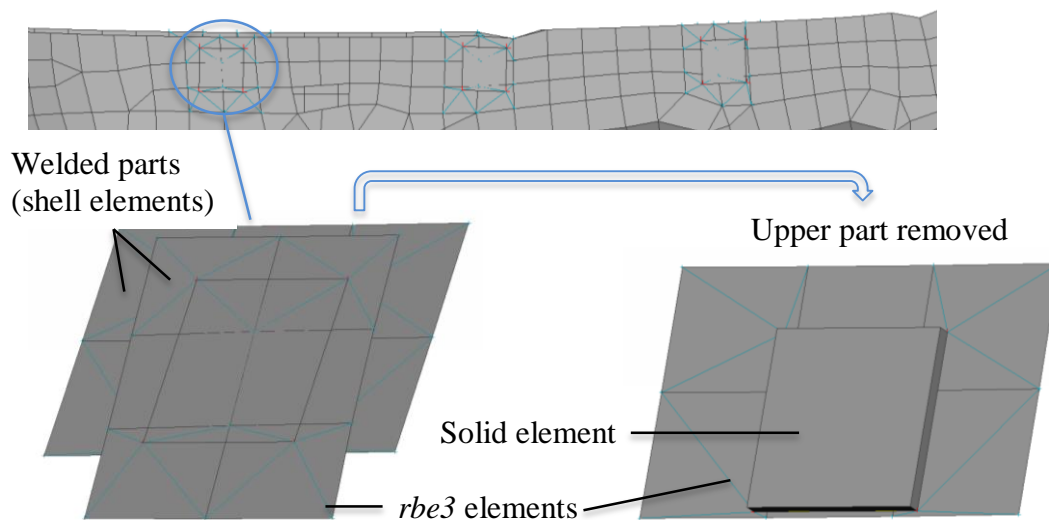 Welded parts
(shell elements)
Upper part removed
Solid element
rbe3 elements